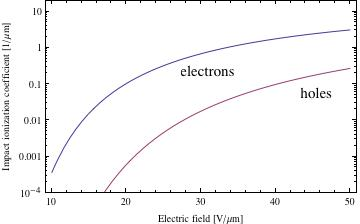 Impact ionization coefficient [1/μm]
10
1
0.1
0.01
0.001
10⁻⁴
electrons
holes
10
20
30
40
50
Electric field [V/μm]